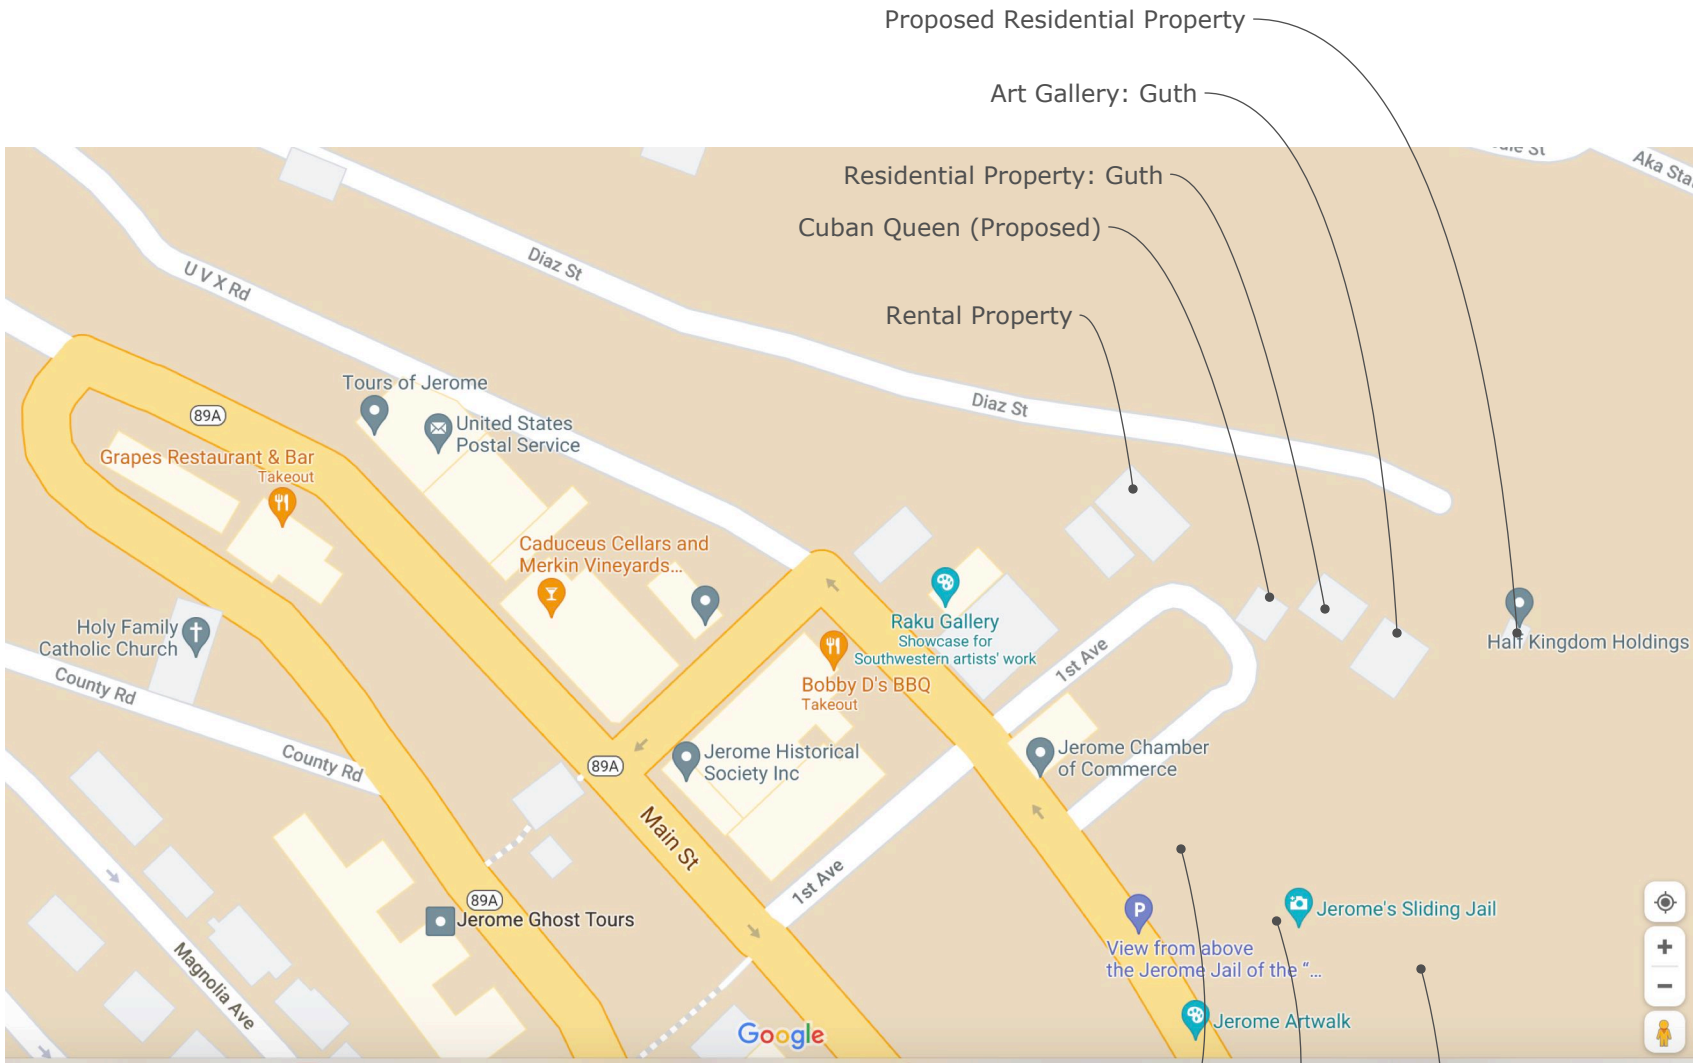 Proposed Residential Property
Art Gallery: Guth
Residential Property: Guth
Cuban Queen (Proposed)
Rental Property
St
Aka
U V X Rd
Diaz St
Diaz St
Tours of Jerome
United States
Postal Service
89A
Grapes Restaurant & Bar
Takeout
Caduceus Cellars and
Merkin Vineyards...
Holy Family
Catholic Church
County Rd
County Rd
Raku Gallery
Showcase for
Southwestern artists' work
Bobby D's BBQ
Takeout
1st Ave
Half Kingdom Holdings
Jerome Historical
Society Inc
Jerome Chamber
of Commerce
89A
Main St
1st Ave
89A
Jerome Ghost Tours
Magnolia Ave
P
View from above
the Jerome Jail of the “...
Jerome's Sliding Jail
Jerome Artwalk
Google